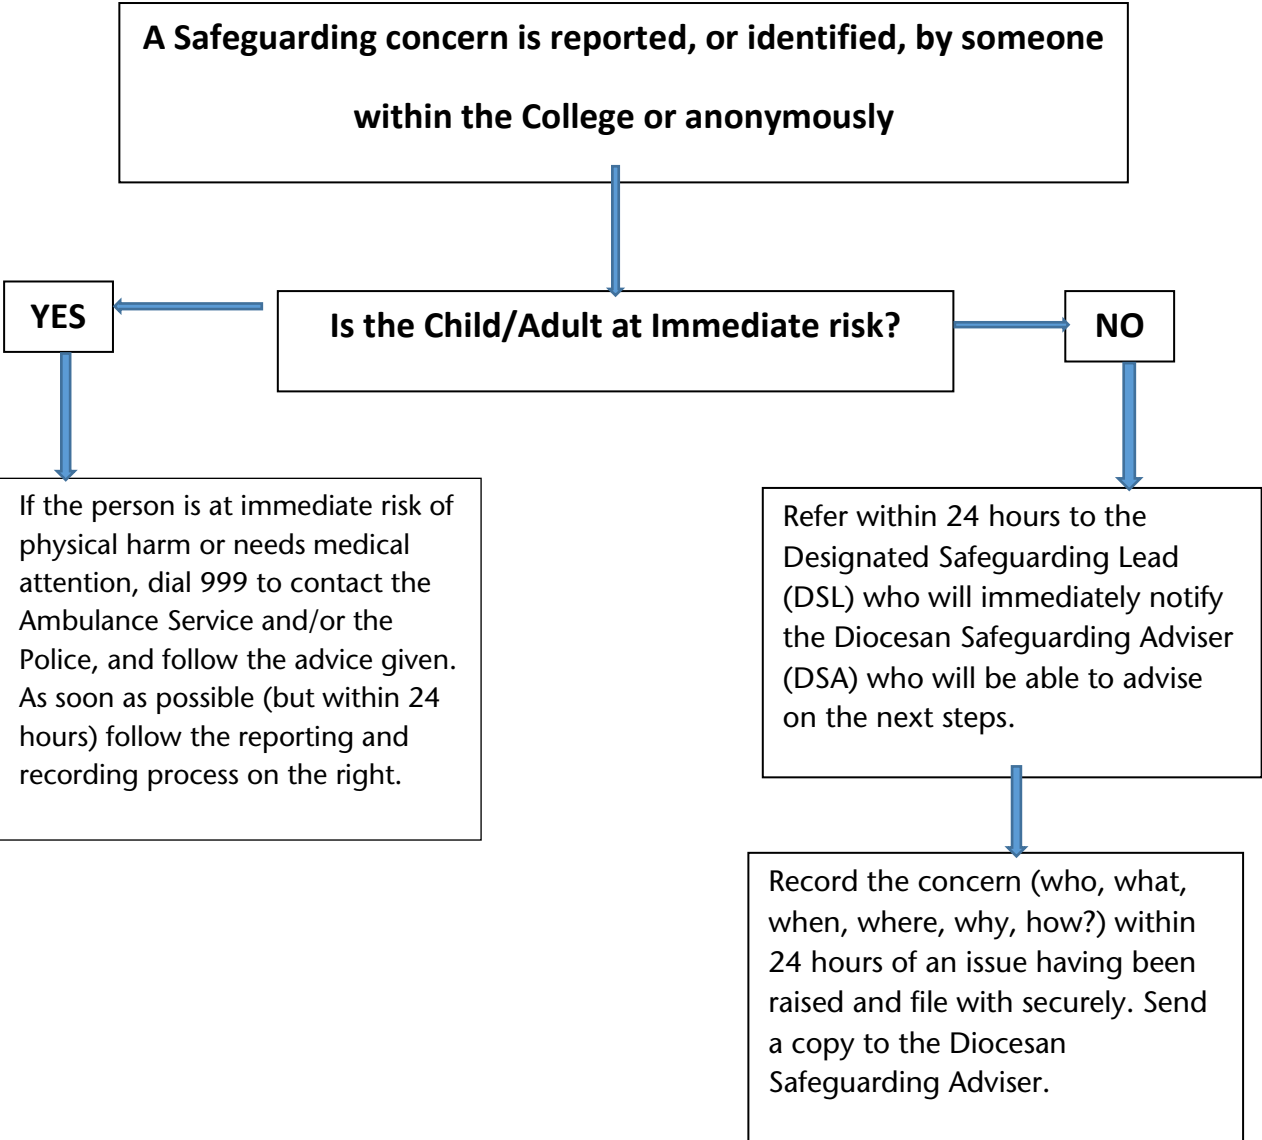 A Safeguarding concern is reported, or identified, by someone
within the College or anonymously
YES
Is the Child/Adult at Immediate risk?
NO
If the person is at immediate risk of
physical harm or needs medical
attention, dial 999 to contact the
Ambulance Service and/or the
Police, and follow the advice given.
As soon as possible (but within 24
hours) follow the reporting and
recording process on the right.
Refer within 24 hours to the
Designated Safeguarding Lead
(DSL) who will immediately notify
the Diocesan Safeguarding Adviser
(DSA) who will be able to advise
on the next steps.
Record the concern (who, what,
when, where, why, how?) within
24 hours of an issue having been
raised and file with securely. Send
a copy to the Diocesan
Safeguarding Adviser.